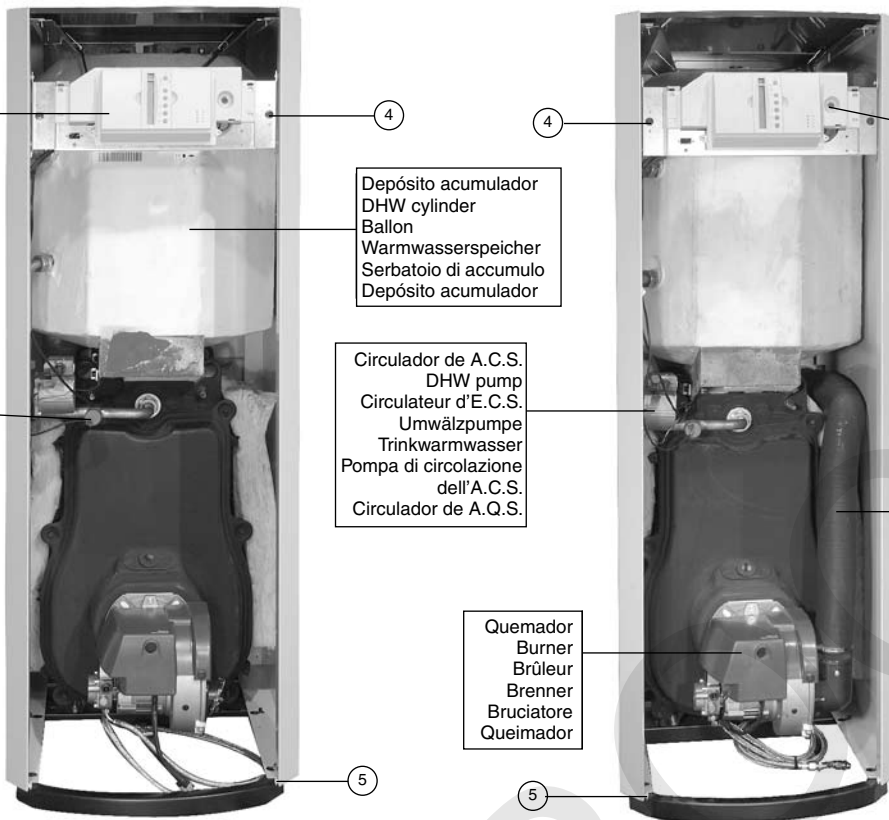 4
4
Depósito acumulador
DHW cylinder
Ballon
Warmwasserspeicher
Serbatoio di accumulo
Depósito acumulador
Circulador de A.C.S.
DHW pump
Circulateur d'E.C.S.
Umwälzpumpe
Trinkwarmwasser
Pompa di circolazione
dell'A.C.S.
Circulador de A.Q.S.
Quemador
Burner
Brûleur
Brenner
Bruciatore
Queimador
5
5